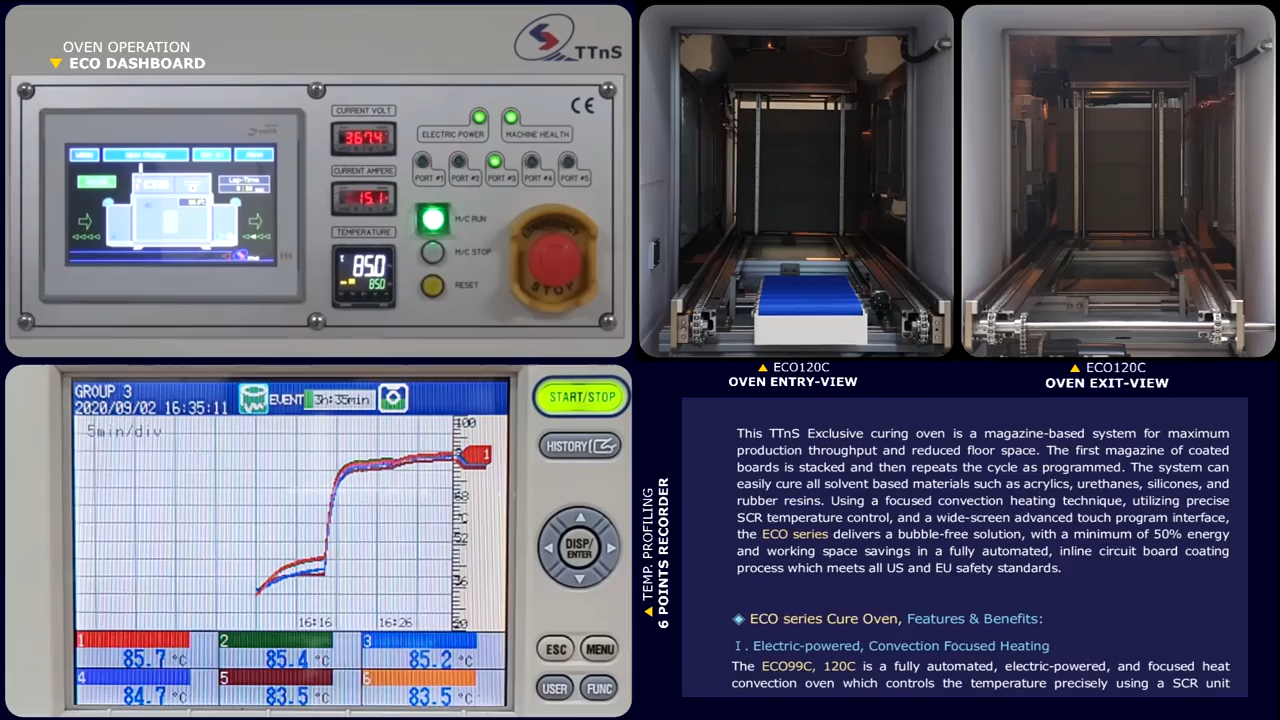 OVEN OPERATION
▼ ECO DASHBOARD
TTnS
CE
CURRENT VOLT
367.4
ELECTRIC POWER
MACHINE HEALTH
PORT #1
PORT #2
PORT #3
PORT #4
PORT #5
CURRENT AMPERE
15.1
M/C RUN
TEMPERATURE
85.0
85.0
M/C STOP
RESET
EMERGENCY
STOP
▲ ECO120C
OVEN ENTRY-VIEW
▲ ECO120C
OVEN EXIT-VIEW
GROUP 3
2020/09/02 16:35:11
EVENT
3h:35min
5min/div
100
1
68
52
36
20
16:16
16:26
1
85.7 °C
2
85.4 °C
3
85.2 °C
4
84.7 °C
5
83.5 °C
6
83.5 °C
START/STOP
HISTORY
DISP/
ENTER
ESC
MENU
USER
FUNC
▲ TEMP. PROFILING
6 POINTS RECORDER
This TTnS Exclusive curing oven is a magazine-based system for maximum
production throughput and reduced floor space. The first magazine of coated
boards is stacked and then repeats the cycle as programmed. The system can
easily cure all solvent based materials such as acrylics, urethanes, silicones, and
rubber resins. Using a focused convection heating technique, utilizing precise
SCR temperature control, and a wide-screen advanced touch program interface,
the ECO series delivers a bubble-free solution, with a minimum of 50% energy
and working space savings in a fully automated, inline circuit board coating
process which meets all US and EU safety standards.
◈ ECO series Cure Oven, Features & Benefits:
Ⅰ. Electric-powered, Convection Focused Heating
The ECO99C, 120C is a fully automated, electric-powered, and focused heat
convection oven which controls the temperature precisely using a SCR unit